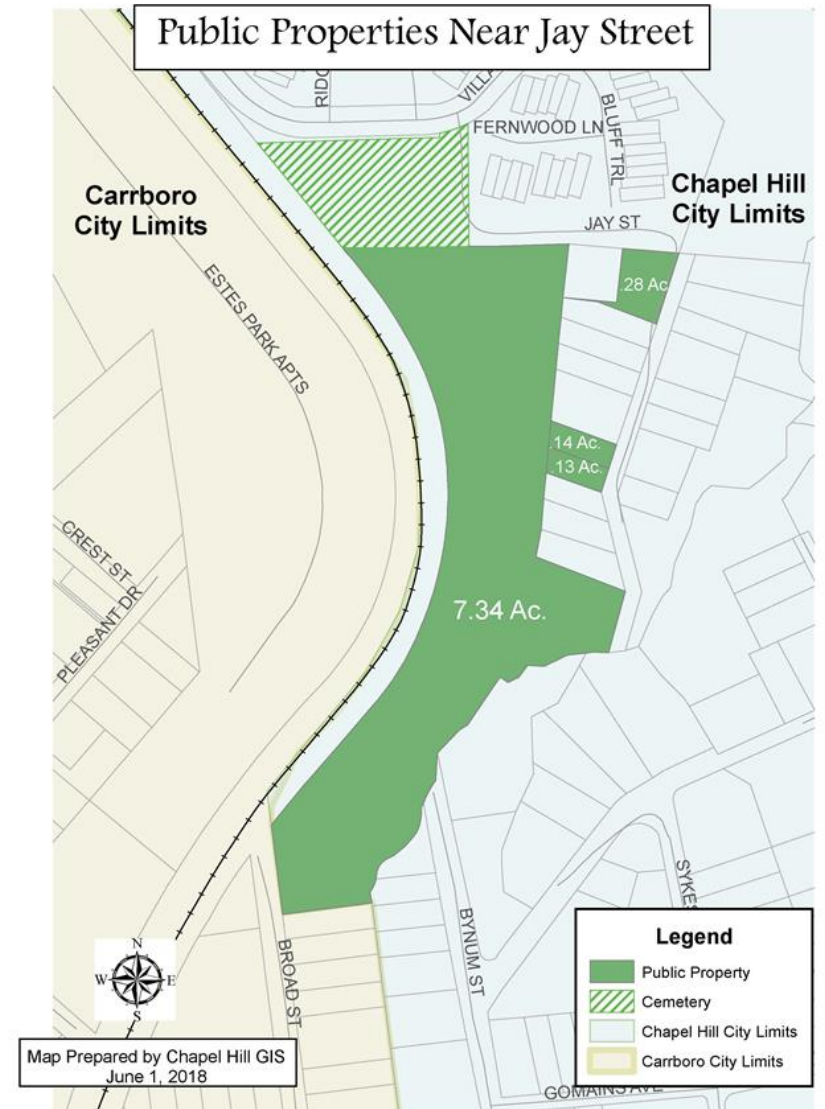 Public Properties Near Jay Street
RIDG
VILLA
FERNWOOD LN
BLUFF TRL
Carrboro
City Limits
Chapel Hill
City Limits
JAY ST
ESTES PARK APTS
.28 Ac
.14 Ac.
.13 Ac.
CREST ST
PLEASANT DR
7.34 Ac.
SYKES
BYNUM ST
BROAD ST
N
W E
S
Legend
Public Property
Cemetery
Chapel Hill City Limits
Carrboro City Limits
Map Prepared by Chapel Hill GIS
June 1, 2018
GOMAINS AVE